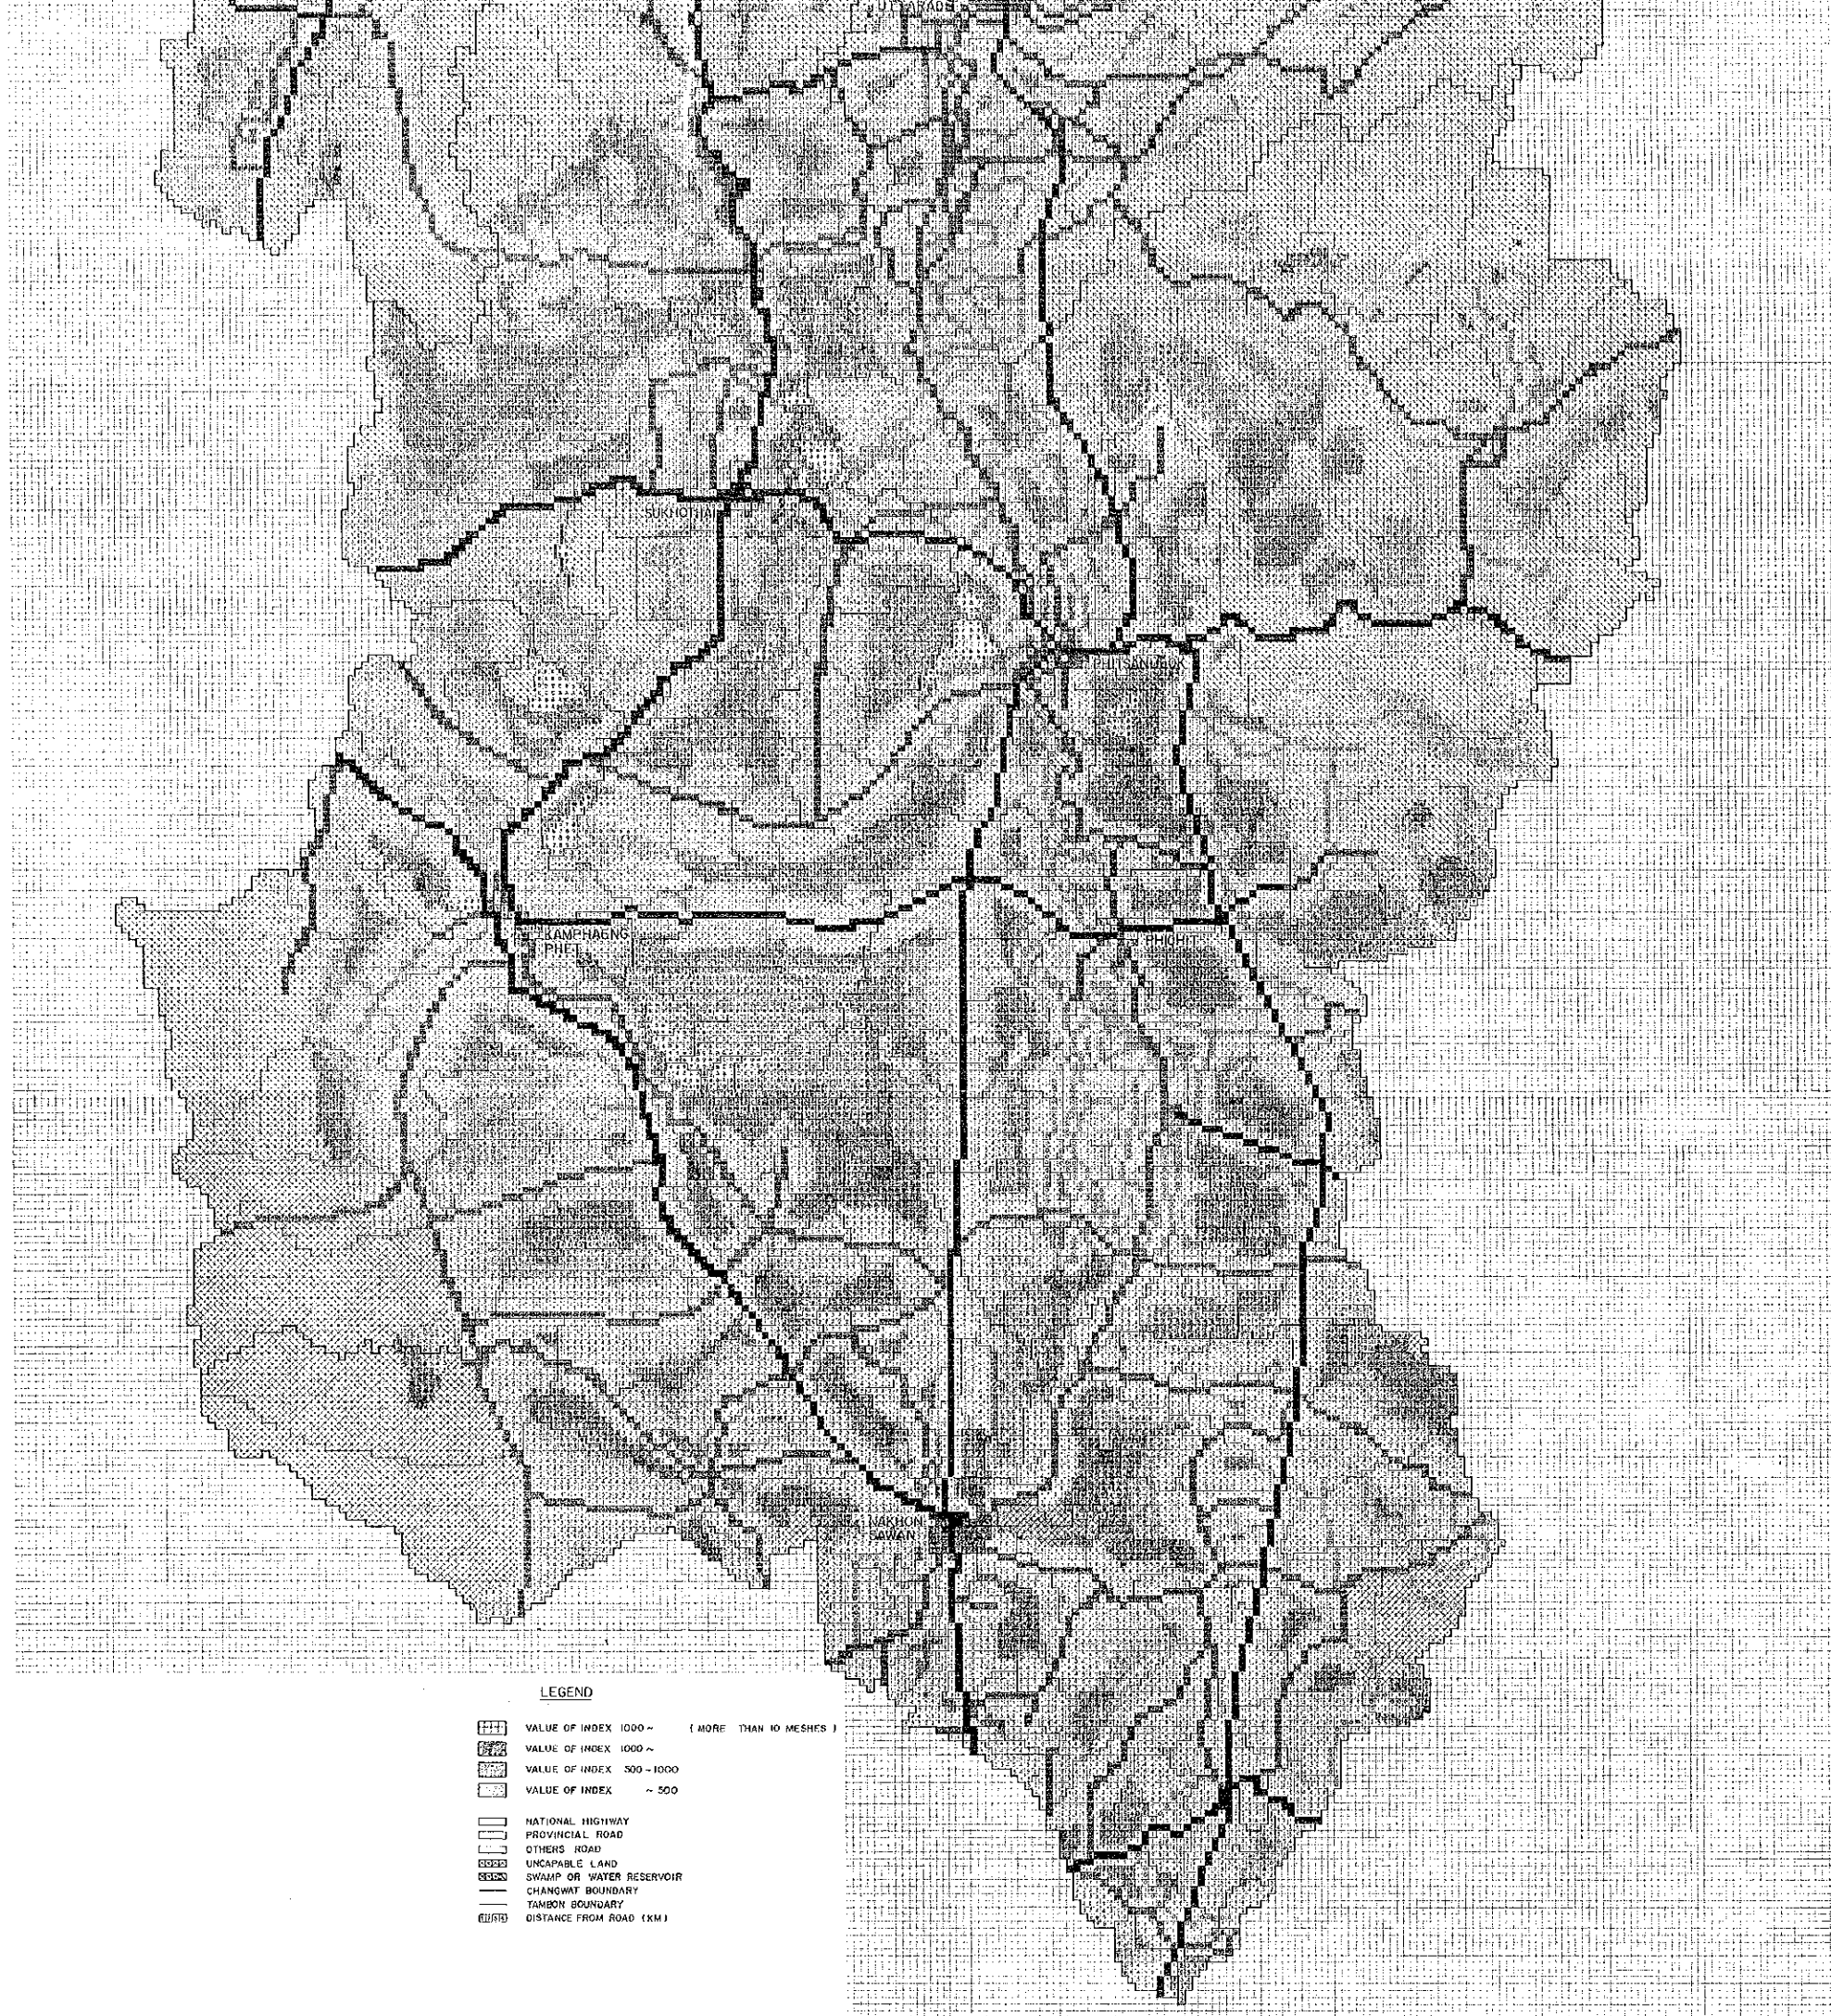 SUKHOTHAI
PHITSANULOK
KAMPHAENG
PHET
PHICHIT
NAKHON
SAWAN
LEGEND
VALUE OF INDEX 1000 ~ ( MORE THAN 10 MESHES )
VALUE OF INDEX 1000 ~
VALUE OF INDEX 500 ~ 1000
VALUE OF INDEX ~ 500
NATIONAL HIGHWAY
PROVINCIAL ROAD
OTHERS ROAD
UNCAPABLE LAND
SWAMP OR WATER RESERVOIR
CHANGWAT BOUNDARY
TAMBON BOUNDARY
DISTANCE FROM ROAD (KM)